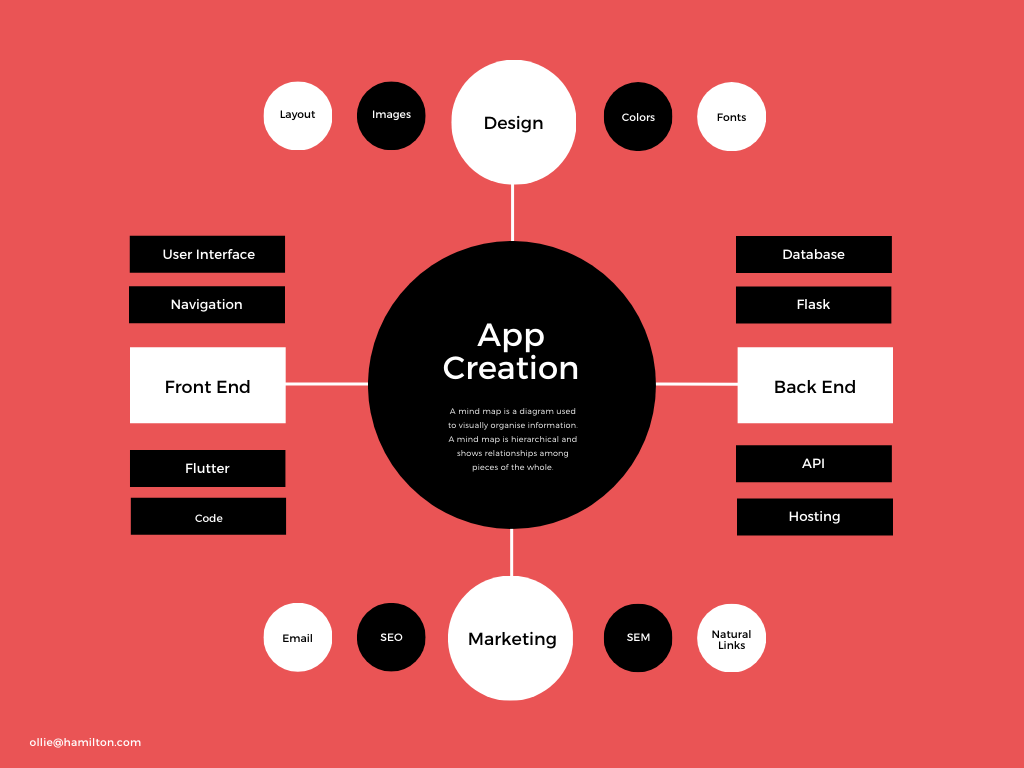 Layout
Images
Design
Colors
Fonts
User Interface
Navigation
Front End
Flutter
Code
App
Creation
A mind map is a diagram used
to visually organise information.
A mind map is hierarchical and
shows relationships among
pieces of the whole.
Database
Flask
Back End
API
Hosting
Email
SEO
Marketing
SEM
Natural
Links
ollie@hamilton.com